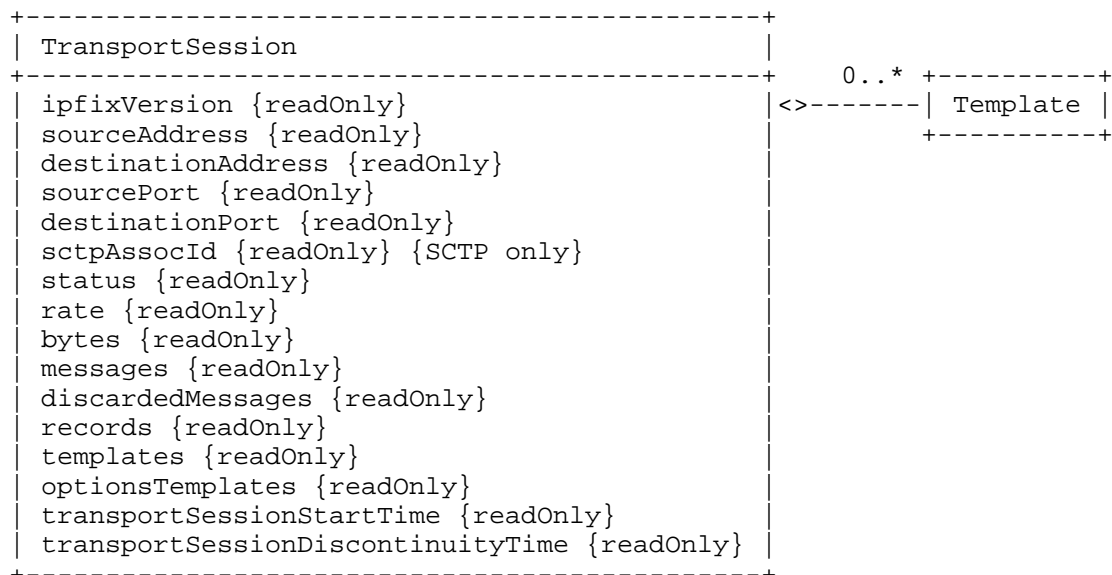 TransportSession
0..*
ipfixVersion {readOnly}
<>-------| Template |
sourceAddress {readOnly}
destinationAddress {readOnly}
sourcePort {readOnly}
destinationPort {readOnly}
sctpAssocId {readOnly} {SCTP only}
status {readOnly}
rate {readOnly}
bytes {readOnly}
messages {readOnly}
discardedMessages {readOnly}
records {readOnly}
templates {readOnly}
optionsTemplates {readOnly}
transportSessionStartTime {readOnly}
transportSessionDiscontinuityTime {readOnly}